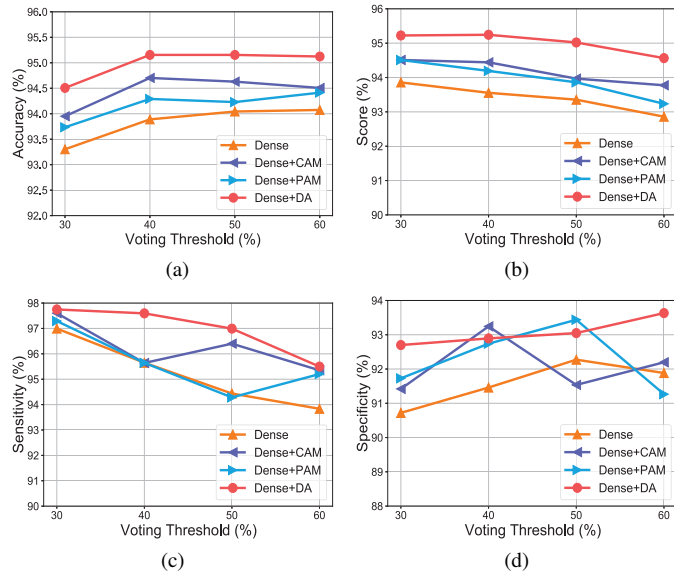 96.0
95.5
95.0
94.5
94.0
93.5
93.0
92.5
92.0
Accuracy (%)
30 40 50 60
Voting Threshold (%)
Dense
Dense+CAM
Dense+PAM
Dense+DA
(a)
96
95
94
93
92
91
90
Score (%)
30 40 50 60
Voting Threshold (%)
Dense
Dense+CAM
Dense+PAM
Dense+DA
(b)
98
97
96
95
94
93
92
91
90
Sensitivity (%)
30 40 50 60
Voting Threshold (%)
Dense
Dense+CAM
Dense+PAM
Dense+DA
(c)
94
93
92
91
90
89
88
Specificity (%)
30 40 50 60
Voting Threshold (%)
Dense
Dense+CAM
Dense+PAM
Dense+DA
(d)